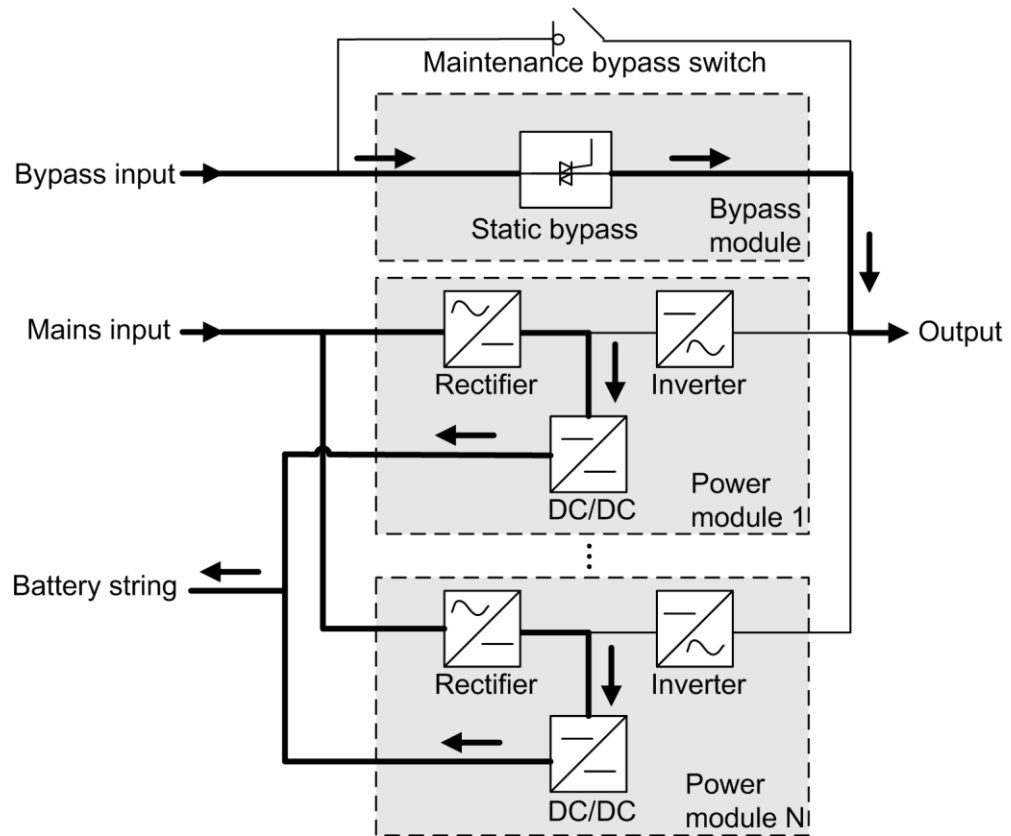 Maintenance bypass switch
Bypass input
Static bypass
Bypass
module
Mains input
Rectifier
Inverter
Output
DC/DC
Power
module 1
Battery string
Rectifier
Inverter
DC/DC
Power
module N